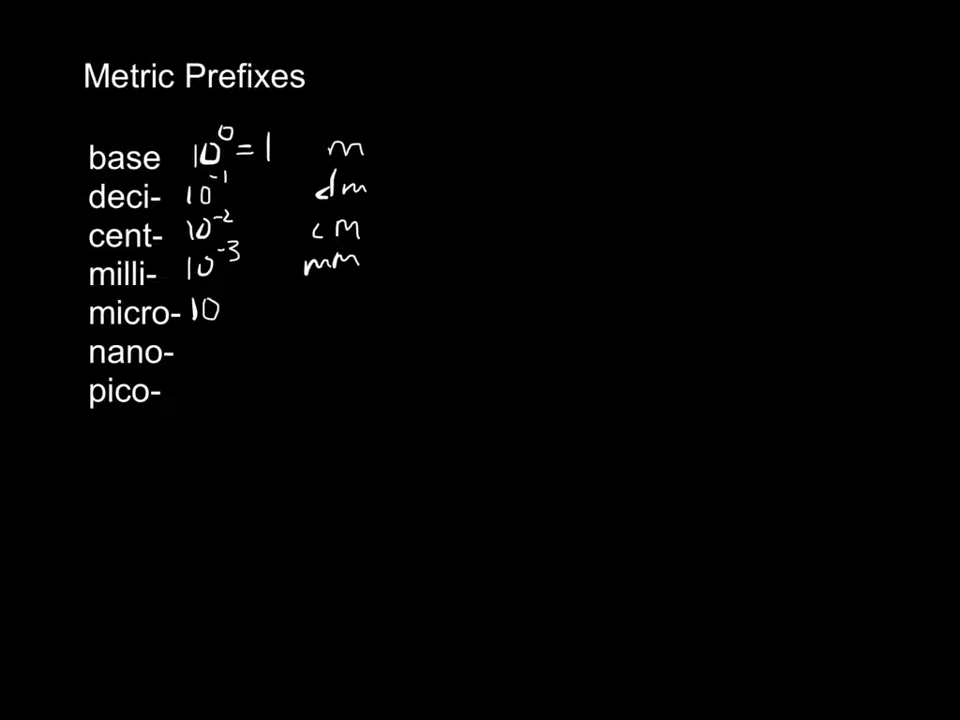 Metric Prefixes
base 10⁰ = 1 m
deci- 10⁻¹ dm
cent- 10⁻² cm
milli- 10⁻³ mm
micro- 10
nano-
pico-